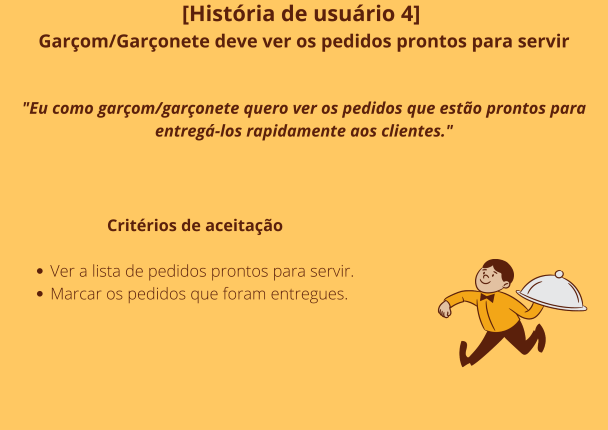 [História de usuário 4]
Garçom/Garçonete deve ver os pedidos prontos para servir
"Eu como garçom/garçonete quero ver os pedidos que estão prontos para
entregá-los rapidamente aos clientes."
Critérios de aceitação
• Ver a lista de pedidos prontos para servir.
• Marcar os pedidos que foram entregues.